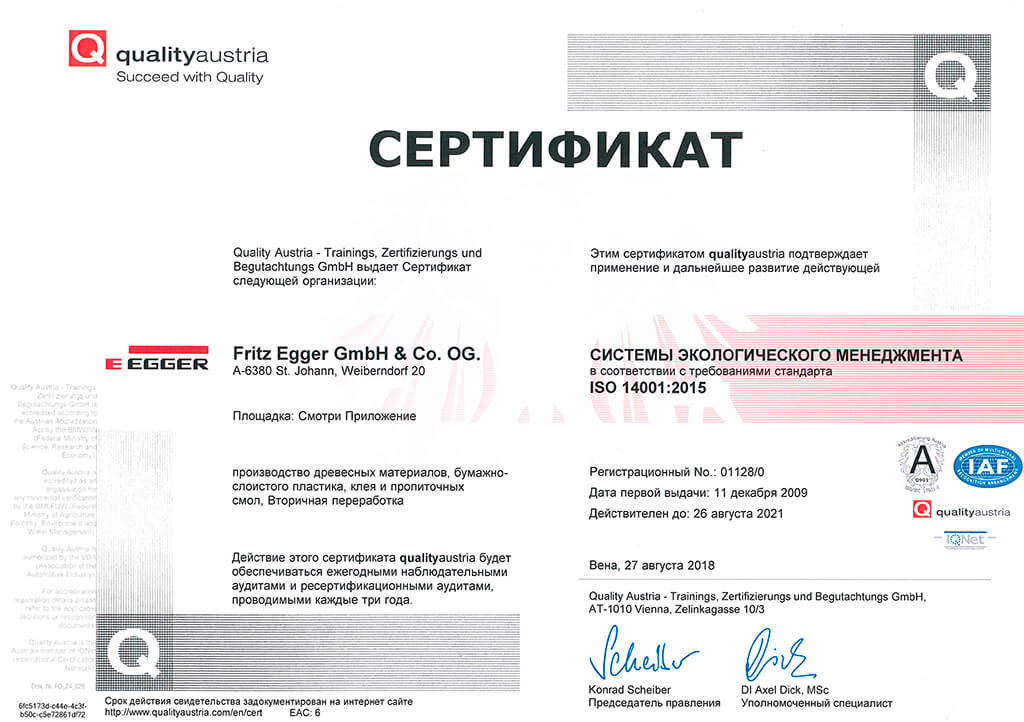 Q qualityaustria
Succeed with Quality
Q
СЕРТИФИКАТ
Quality Austria - Trainings, Zertifizierungs und
Begutachtungs GmbH выдает Сертификат
следующей организации:
Этим сертификатом qualityaustria подтверждает
применение и дальнейшее развитие действующей
E EGGER
Fritz Egger GmbH & Co. OG.
A-6380 St. Johann, Weiberndorf 20
СИСТЕМЫ ЭКОЛОГИЧЕСКОГО МЕНЕДЖМЕНТА
в соответствии с требованиями стандарта
ISO 14001:2015
Площадка: Смотри Приложение
производство древесных материалов, бумажно-
слоистого пластика, клея и пропиточных
смол, Вторичная переработка
Регистрационный No.: 01128/0
Дата первой выдачи: 11 декабря 2009
Действителен до: 26 августа 2021
Accreditation Austria
A
0901
MEMBER OF MULTILATERAL
IAF
RECOGNITION ARRANGEMENT
Q qualityaustria
IQNet
Действие этого сертификата qualityaustria будет
обеспечиваться ежегодными наблюдательными
аудитами и ресертификационными аудитами,
проводимыми каждые три года.
Вена, 27 августа 2018
Quality Austria - Trainings, Zertifizierungs und Begutachtungs GmbH,
AT-1010 Vienna, Zelinkagasse 10/3
Konrad Scheiber
Председатель правления
DI Axel Dick, MSc
Уполномоченный специалист
Quality Austria - Trainings,
Zertifizierungs und
Begutachtungs GmbH is
accredited according to
the Austrian Accreditation
Act by the BMWFW
(Federal Ministry of
Science, Research and
Economy).
Quality Austria is
accredited as an
organisation for
environmental verification
by the BMLFUW (Federal
Ministry of Agriculture,
Forestry, Environment and
Water Management).
Quality Austria is
authorized by the VDA
(Association of the
Automotive Industry).
For accreditation
registration details please
refer to the applicable
decisions or recognition
documents.
Quality Austria is the
Austrian member of IQNet
(International Certification
Network)
Dok. Nr. FO_24_028
Q
6fc5173d-c44e-4c3f-
b50c-c5e72861df72
Срок действия свидетельства задокументирован на интернет сайте
http://www.qualityaustria.com/en/cert EAC: 6